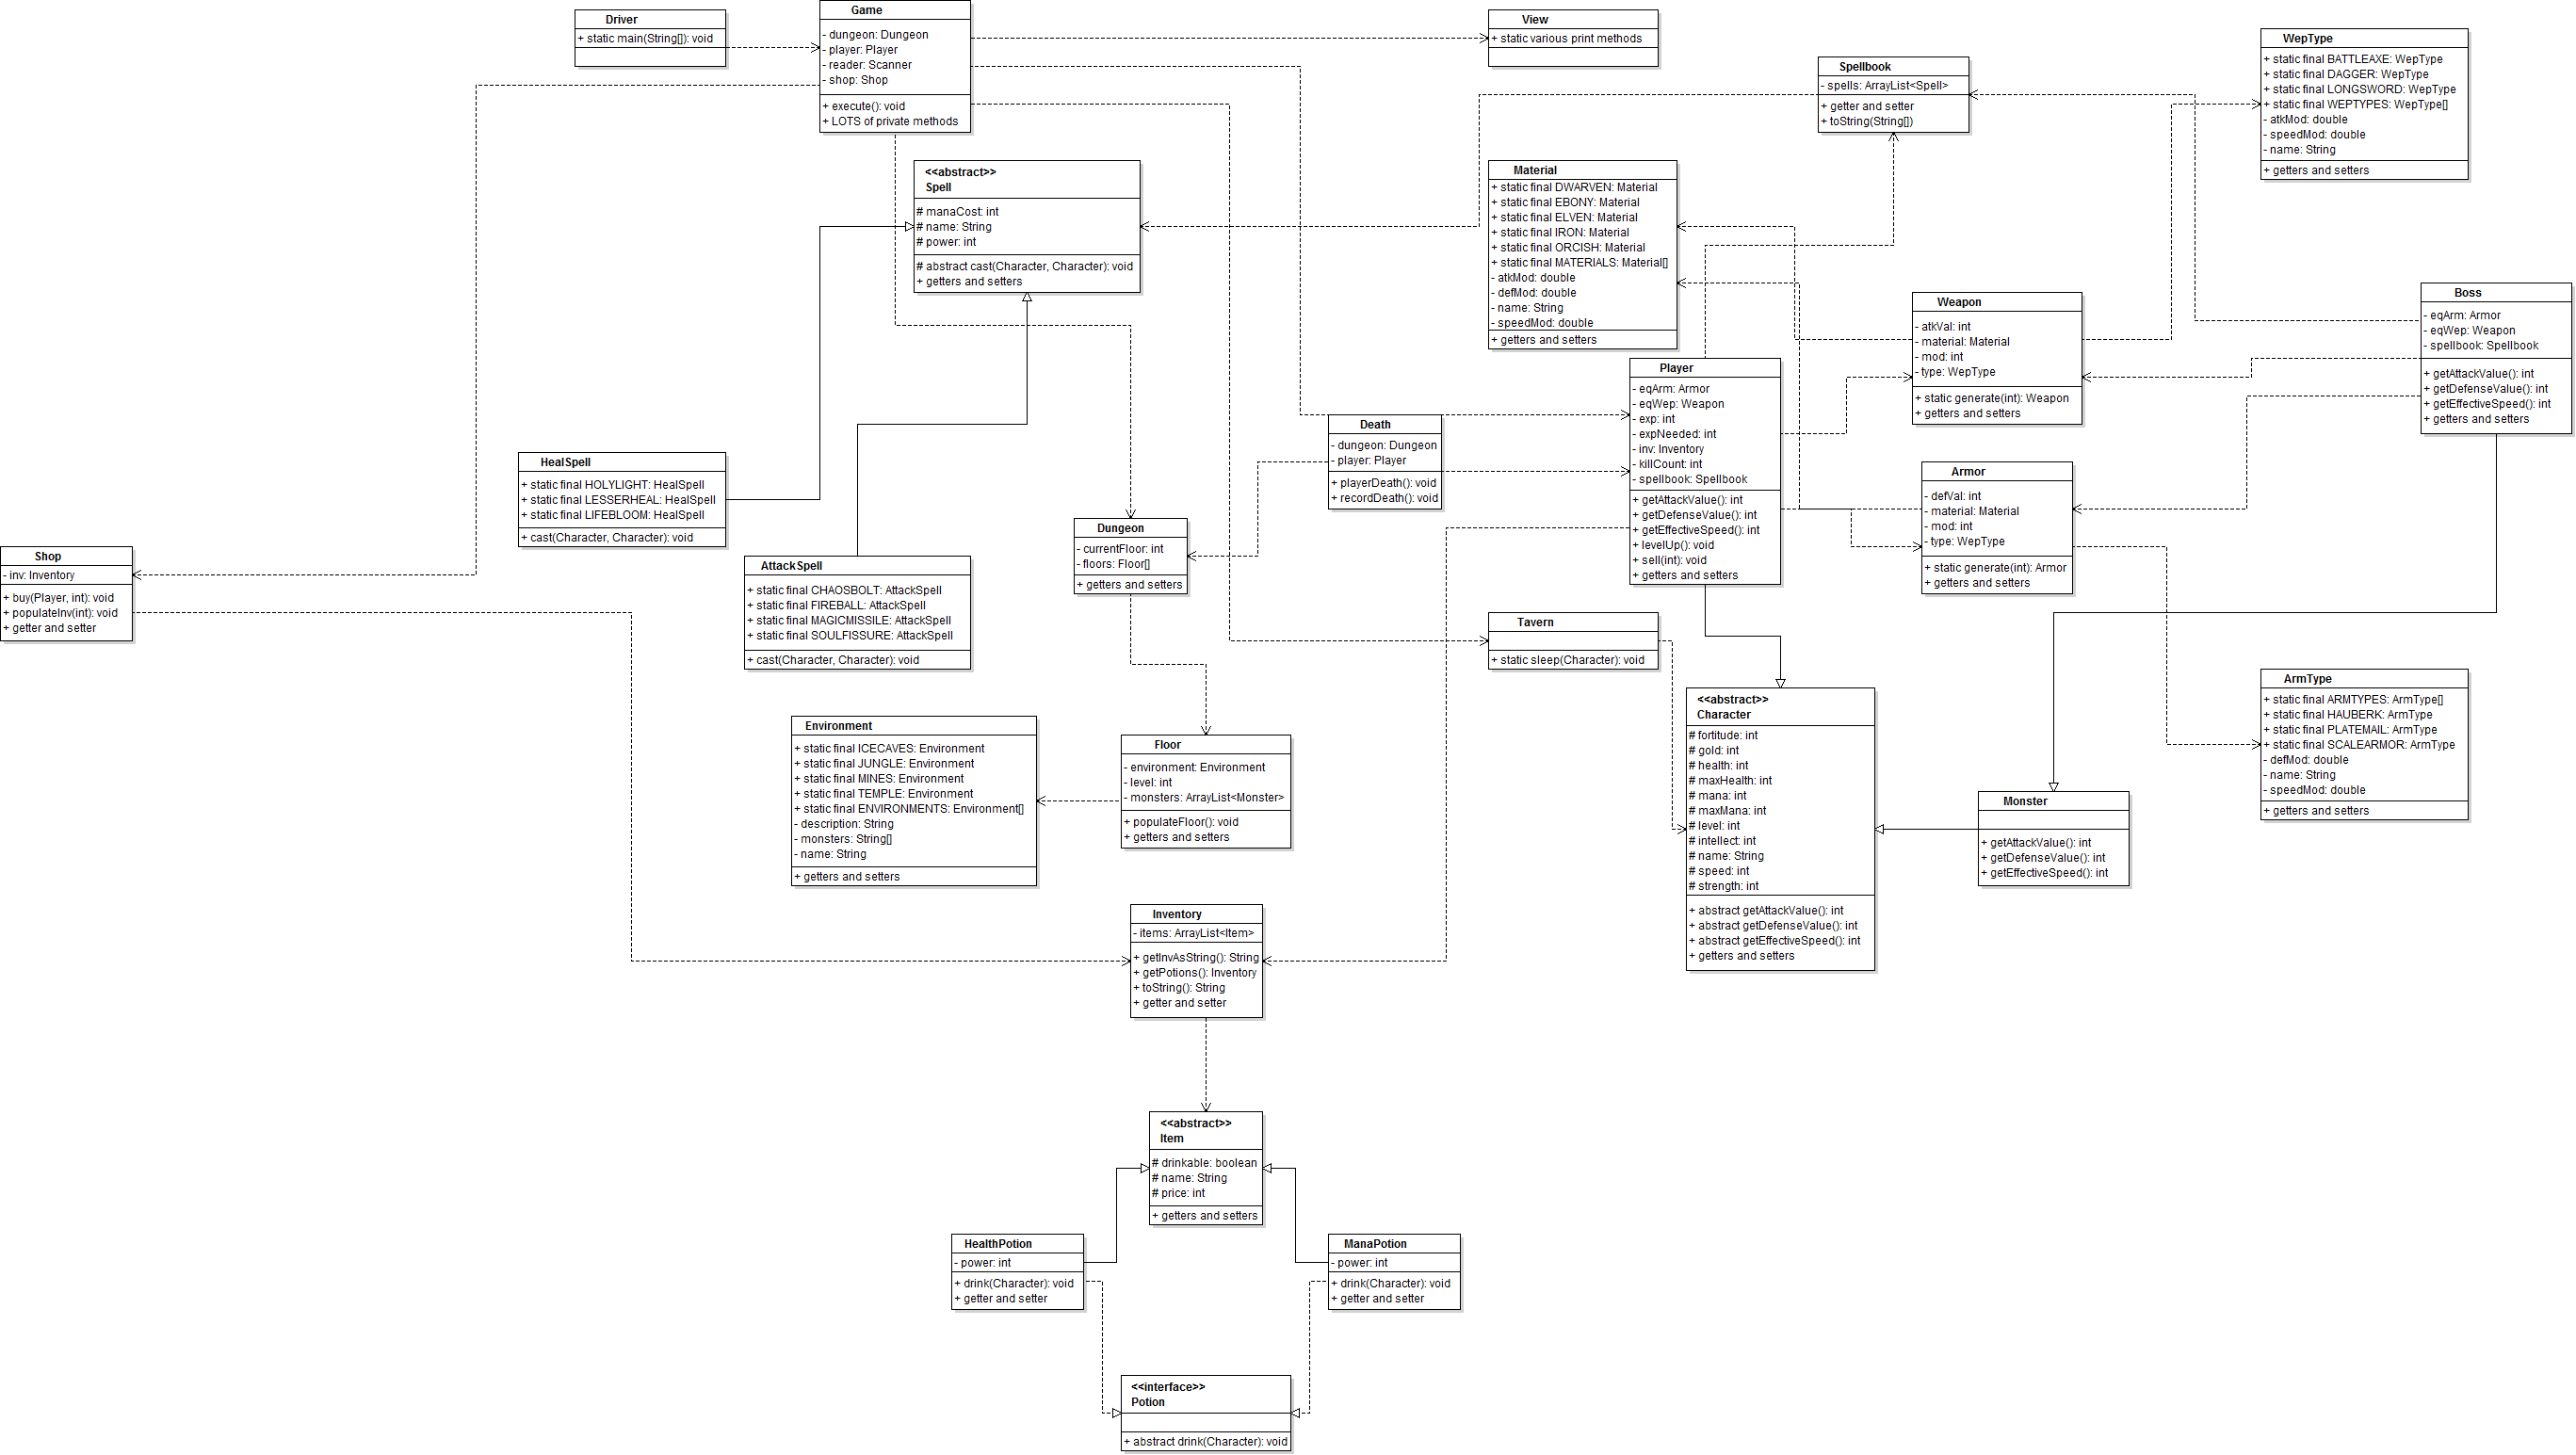 Driver
+ static main(String[]): void
Game
- dungeon: Dungeon
- player: Player
- reader: Scanner
- shop: Shop
+ execute(): void
+ LOTS of private methods
View
+ static various print methods
Spellbook
- spells: ArrayList<Spell>
+ getter and setter
+ toString(String[])
WepType
+ static final BATTLEAXE: WepType
+ static final DAGGER: WepType
+ static final LONGSWORD: WepType
+ static final WEPTYPES: WepType[]
- atkMod: double
- speedMod: double
- name: String
+ getters and setters
<<abstract>>
Spell
# manaCost: int
# name: String
# power: int
# abstract cast(Character, Character): void
+ getters and setters
Material
+ static final DWARVEN: Material
+ static final EBONY: Material
+ static final ELVEN: Material
+ static final IRON: Material
+ static final ORCISH: Material
+ static final MATERIALS: Material[]
- atkMod: double
- defMod: double
- name: String
- speedMod: double
+ getters and setters
Weapon
- atkVal: int
- material: Material
- mod: int
- type: WepType
+ static generate(int): Weapon
+ getters and setters
Boss
- eqArm: Armor
- eqWep: Weapon
- spellbook: Spellbook
+ getAttackValue(): int
+ getDefenseValue(): int
+ getEffectiveSpeed(): int
+ getters and setters
Player
- eqArm: Armor
- eqWep: Weapon
- exp: int
- expNeeded: int
- inv: Inventory
- killCount: int
- spellbook: Spellbook
+ getAttackValue(): int
+ getDefenseValue(): int
+ getEffectiveSpeed(): int
+ levelUp(): void
+ sell(int): void
+ getters and setters
Death
- dungeon: Dungeon
- player: Player
+ playerDeath(): void
+ recordDeath(): void
HealSpell
+ static final HOLYLIGHT: HealSpell
+ static final LESSERHEAL: HealSpell
+ static final LIFEBLOOM: HealSpell
+ cast(Character, Character): void
Armor
- defVal: int
- material: Material
- mod: int
- type: WepType
+ static generate(int): Armor
+ getters and setters
Dungeon
- currentFloor: int
- floors: Floor[]
+ getters and setters
Shop
- inv: Inventory
+ buy(Player, int): void
+ populateInv(int): void
+ getter and setter
AttackSpell
+ static final CHAOSBOLT: AttackSpell
+ static final FIREBALL: AttackSpell
+ static final MAGICMISSILE: AttackSpell
+ static final SOULFISSURE: AttackSpell
+ cast(Character, Character): void
Tavern
+ static sleep(Character): void
ArmType
+ static final ARMTYPES: ArmType[]
+ static final HAUBERK: ArmType
+ static final PLATEMAIL: ArmType
+ static final SCALEARMOR: ArmType
- defMod: double
- name: String
- speedMod: double
+ getters and setters
<<abstract>>
Character
# fortitude: int
# gold: int
# health: int
# maxHealth: int
# mana: int
# maxMana: int
# level: int
# intellect: int
# name: String
# speed: int
# strength: int
+ abstract getAttackValue(): int
+ abstract getDefenseValue(): int
+ abstract getEffectiveSpeed(): int
+ getters and setters
Environment
+ static final ICECAVES: Environment
+ static final JUNGLE: Environment
+ static final MINES: Environment
+ static final TEMPLE: Environment
+ static final ENVIRONMENTS: Environment[]
- description: String
- monsters: String[]
- name: String
+ getters and setters
Floor
- environment: Environment
- level: int
- monsters: ArrayList<Monster>
+ populateFloor(): void
+ getters and setters
Monster
+ getAttackValue(): int
+ getDefenseValue(): int
+ getEffectiveSpeed(): int
Inventory
- items: ArrayList<Item>
+ getInvAsString(): String
+ getPotions(): Inventory
+ toString(): String
+ getter and setter
<<abstract>>
Item
# drinkable: boolean
# name: String
# price: int
+ getters and setters
HealthPotion
- power: int
+ drink(Character): void
+ getter and setter
ManaPotion
- power: int
+ drink(Character): void
+ getter and setter
<<interface>>
Potion
+ abstract drink(Character): void